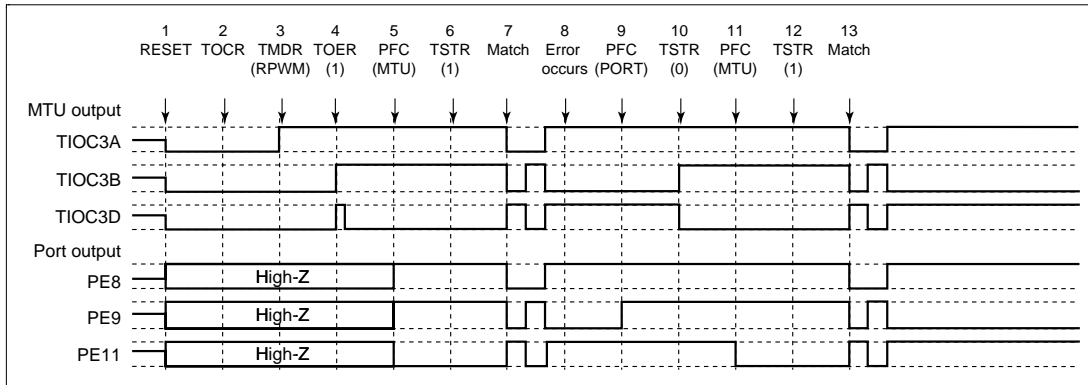 1 2 3 4 5 6 7 8 9 10 11 12 13
RESET TOCR TMDR TOER PFC TSTR Match Error PFC TSTR PFC TSTR Match
(RPWM) (1) (MTU) (1) occurs (PORT) (0) (MTU) (1)
MTU output
TIOC3A
TIOC3B
TIOC3D
Port output
PE8 High-Z
PE9 High-Z
PE11 High-Z